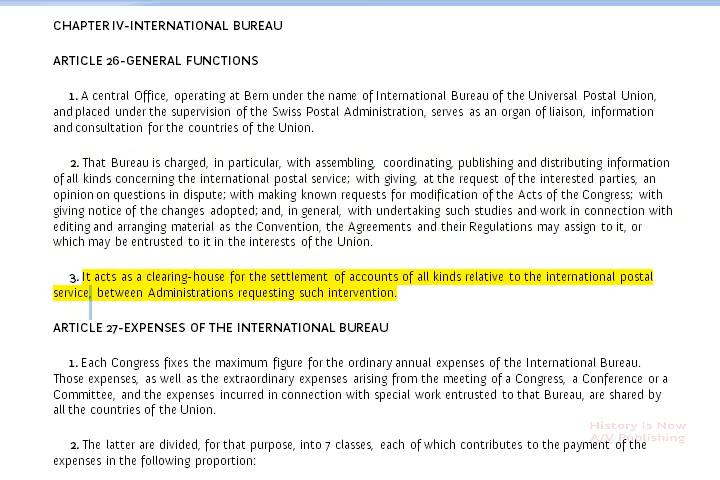 CHAPTER IV-INTERNATIONAL BUREAU
ARTICLE 26-GENERAL FUNCTIONS
1. A central Office, operating at Bern under the name of International Bureau of the Universal Postal Union,
and placed under the supervision of the Swiss Postal Administration, serves as an organ of liaison, information
and consultation for the countries of the Union.
2. That Bureau is charged, in particular, with assembling, coordinating, publishing and distributing information
of all kinds concerning the international postal service; with giving, at the request of the interested parties, an
opinion on questions in dispute; with making known requests for modification of the Acts of the Congress; with
giving notice of the changes adopted; and, in general, with undertaking such studies and work in connection with
editing and arranging material as the Convention, the Agreements and their Regulations may assign to it, or
which may be entrusted to it in the interests of the Union.
3. It acts as a clearing-house for the settlement of accounts of all kinds relative to the international postal
service, between Administrations requesting such intervention.
ARTICLE 27-EXPENSES OF THE INTERNATIONAL BUREAU
1. Each Congress fixes the maximum figure for the ordinary annual expenses of the International Bureau.
Those expenses, as well as the extraordinary expenses arising from the meeting of a Congress, a Conference or a
Committee, and the expenses incurred in connection with special work entrusted to that Bureau, are shared by
all the countries of the Union.
History Is Now
A/V Publishing
2. The latter are divided, for that purpose, into 7 classes, each of which contributes to the payment of the
expenses in the following proportion: